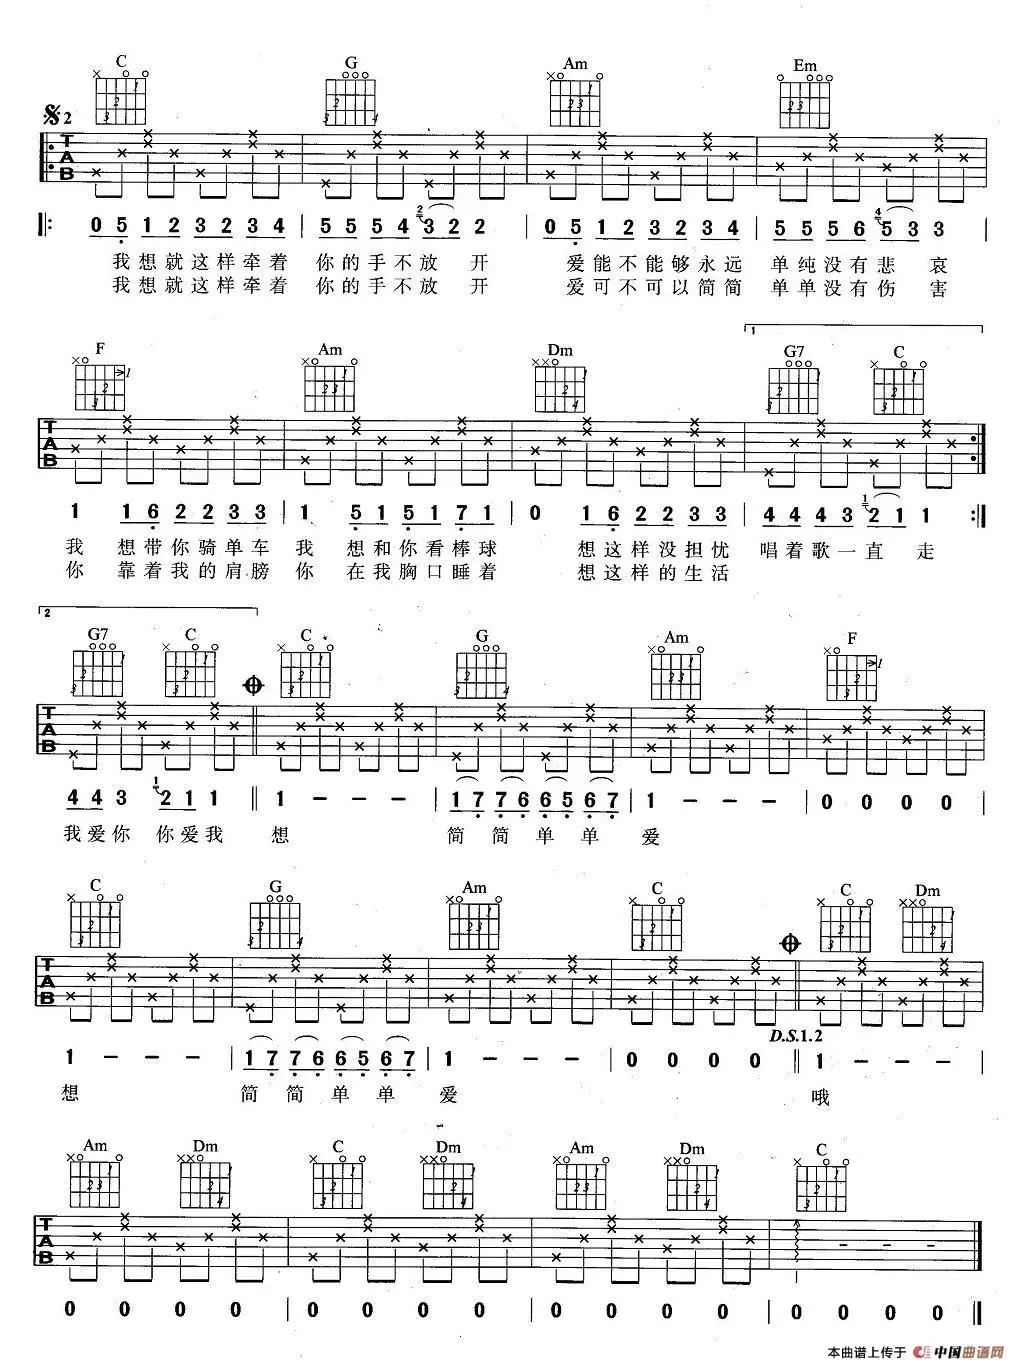 C G Am Em
𝄋2
TAB
0 5 1 2 3 2 3 4 | 5 5 5 4 2 3 2 2 | 0 5 1 2 3 2 3 4 | 5 5 5 6 4 5 3 3
我想就这样牵着 你的手不放 开 爱能不能够永远 单纯没有悲 哀
我想就这样牵着 你的手不放 开 爱可不可以简简 单单没有伤 害
1
F Am Dm G7 C
TAB
1 1 6 2 2 3 3 | 1 5 1 5 1 7 1 | 0 1 6 2 2 3 3 | 4 4 4 3 1 2 1 1
我 想带你骑单车 我 想和你看棒球 想这样没担忧 唱着歌一直 走
你 靠着我的肩膀 你 在我胸口睡着 想这样的生活
2
G7 C C G Am F
TAB
4 4 3 1 2 1 1 || 1 - - - | 1 7 7 6 6 5 6 7 | 1 - - - | 0 0 0 0 |
我爱你 你爱我 想 简 简 单 单 爱
C G Am C C Dm
TAB
D.S.1.2
1 - - - | 1 7 7 6 6 5 6 7 | 1 - - - | 0 0 0 0 || 1 - - - |
想 简 简 单 单 爱 哦
Am Dm C Dm Am Dm C
TAB
0 0 0 0 | 0 0 0 0 | 0 0 0 0 | 0 0 0 0 ||
本曲谱上传于 中国曲谱网